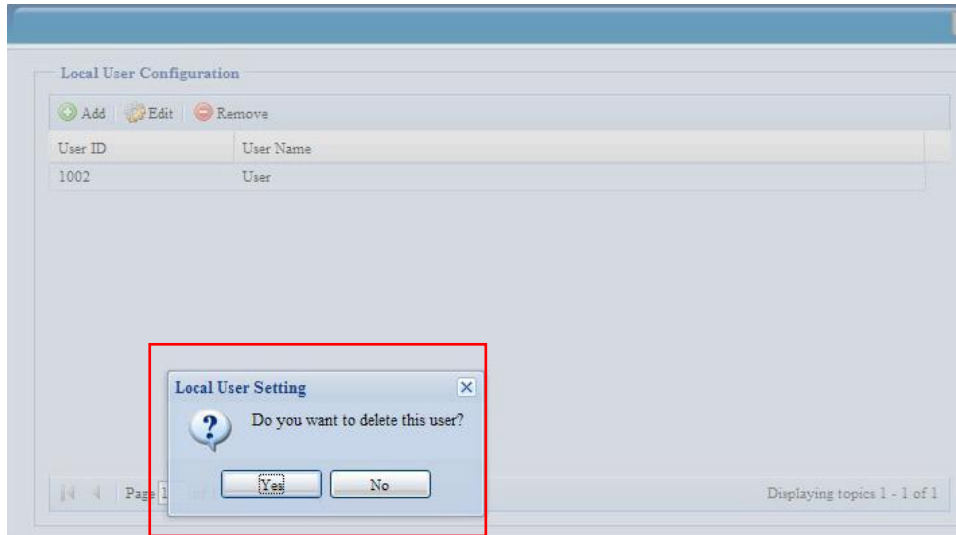 Local User Configuration
Add Edit Remove
User ID User Name
1002 User
Local User Setting
Do you want to delete this user?
Yes No
Page 1 Displaying topics 1 - 1 of 1